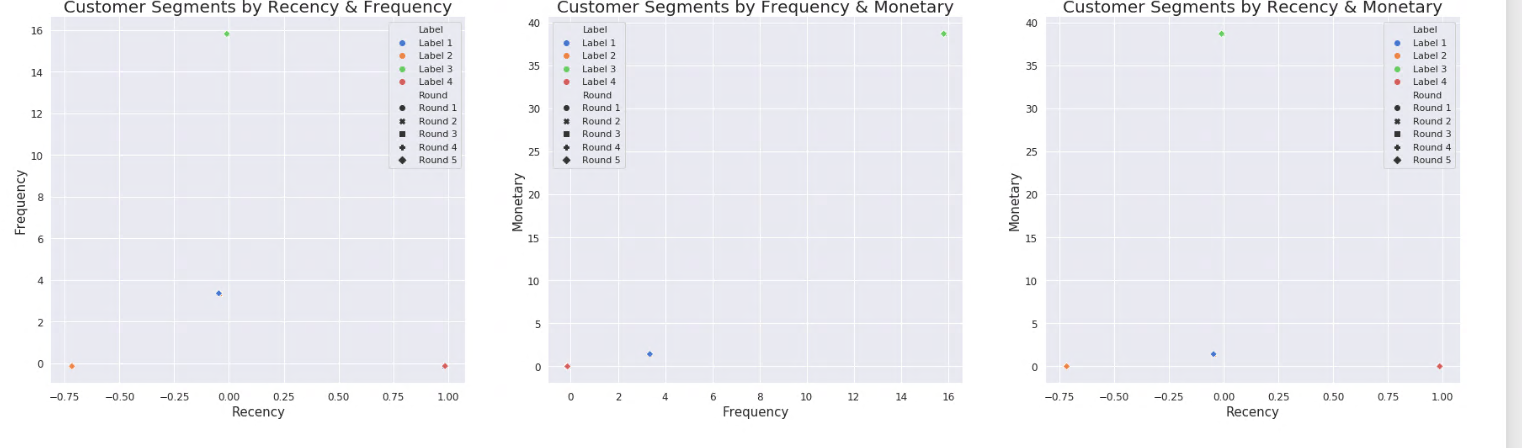 Customer Segments by Recency & Frequency
16
14
12
10
8
6
4
2
0
Frequency
−0.75 −0.50 −0.25 0.00 0.25 0.50 0.75 1.00
Recency
Label
Label 1
Label 2
Label 3
Label 4
Round
Round 1
Round 2
Round 3
Round 4
Round 5
Customer Segments by Frequency & Monetary
40
35
30
25
20
15
10
5
0
Monetary
0 2 4 6 8 10 12 14 16
Frequency
Label
Label 1
Label 2
Label 3
Label 4
Round
Round 1
Round 2
Round 3
Round 4
Round 5
Customer Segments by Recency & Monetary
40
35
30
25
20
15
10
5
0
Monetary
−0.75 −0.50 −0.25 0.00 0.25 0.50 0.75 1.00
Recency
Label
Label 1
Label 2
Label 3
Label 4
Round
Round 1
Round 2
Round 3
Round 4
Round 5